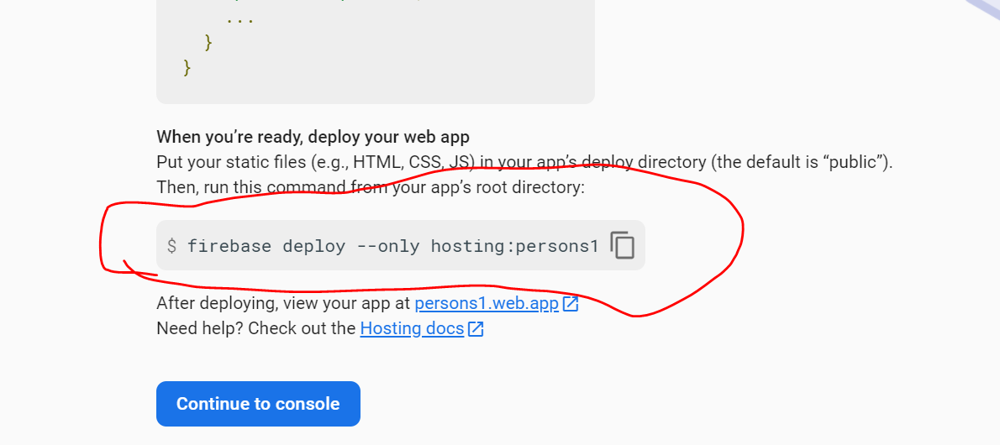 ...
}
}
When you’re ready, deploy your web app
Put your static files (e.g., HTML, CSS, JS) in your app’s deploy directory (the default is “public”).
Then, run this command from your app’s root directory:
$ firebase deploy --only hosting:persons1
After deploying, view your app at persons1.web.app
Need help? Check out the Hosting docs
Continue to console